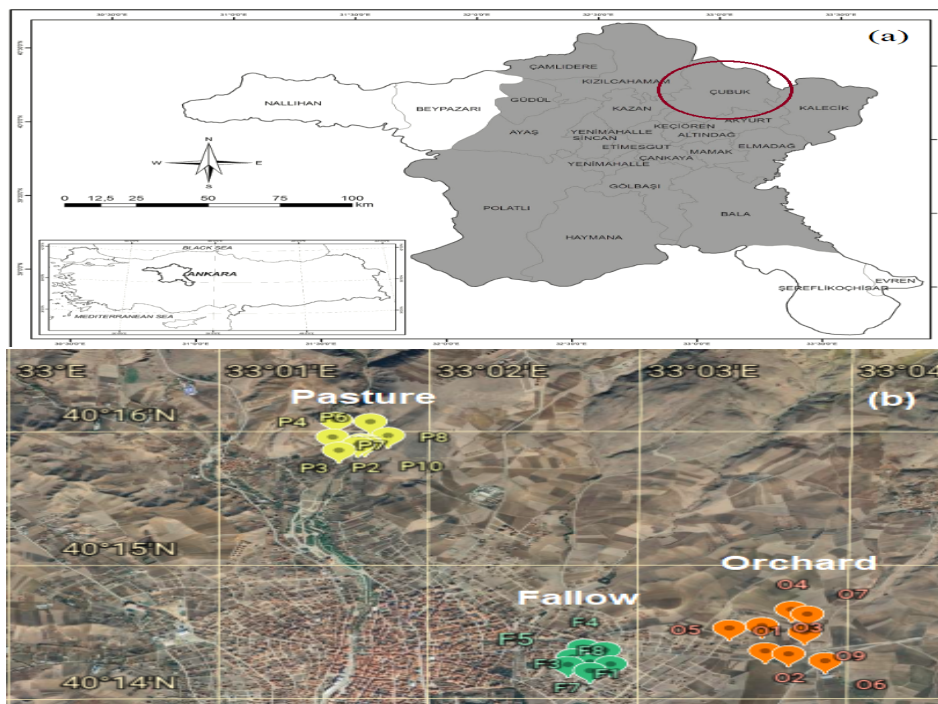 (a)
ÇAMLIDERE
KIZILCAHAMAM
ÇUBUK
NALLIHAN
BEYPAZARI
GÜDÜL
KAZAN
KALECİK
AKYURT
AYAŞ
YENİMAHALLE
KEÇİÖREN
SİNCAN
ALTINDAĞ
ETİMESGUT
MAMAK
ELMADAĞ
ÇANKAYA
YENİMAHALLE
GÖLBAŞI
N
W E
S
0 12,5 25 50 75 100
km
POLATLI
BALA
HAYMANA
BLACK SEA
ANKARA
MEDITERRANEAN SEA
EVREN
ŞEREFLİKOÇHİSAR
33°E 33°01'E 33°02'E 33°03'E 33°04
(b)
Pasture
40°16'N
P4 P6
P7 P8
P3 P2 P10
40°15'N
Orchard
O4 O7
Fallow
F5 F4
O5 O1 O3
F8
F3 F1
O9
O2 O6
F7
40°14'N